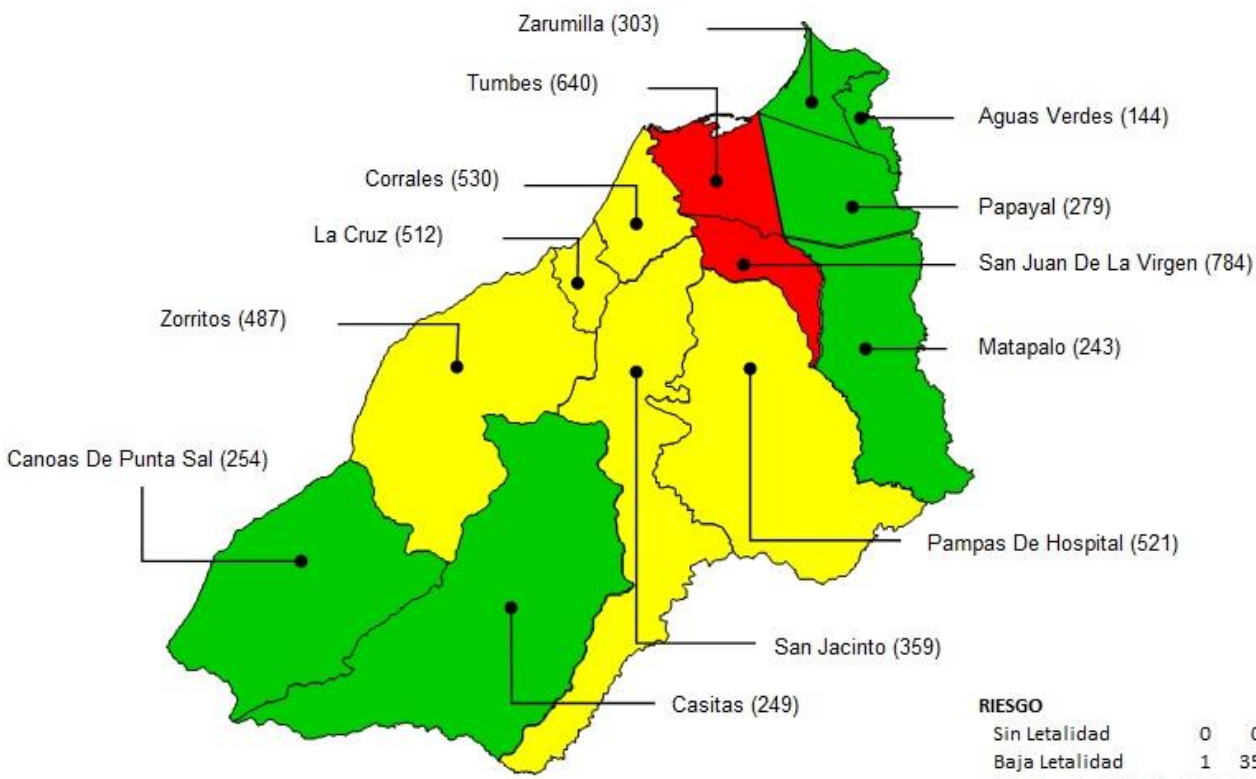 Zarumilla (303)
Tumbes (640)
Aguas Verdes (144)
Corrales (530)
Papayal (279)
La Cruz (512)
San Juan De La Virgen (784)
Zorritos (487)
Matapalo (243)
Canoas De Punta Sal (254)
Pampas De Hospital (521)
San Jacinto (359)
Casitas (249)
RIESGO
Sin Letalidad 0 0
Baja Letalidad 1 35